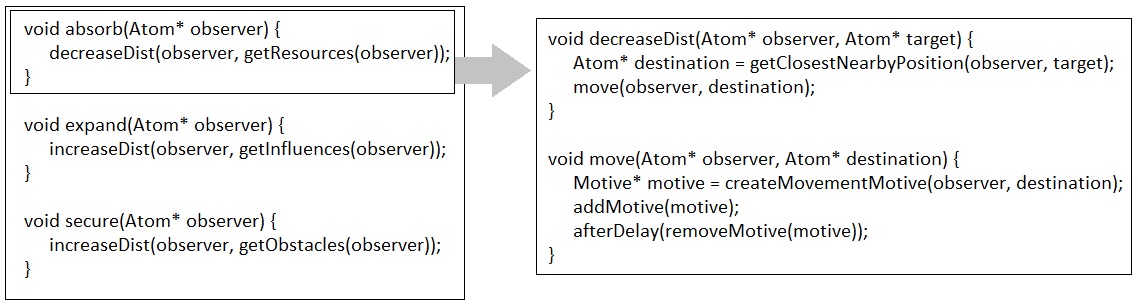 void absorb(Atom* observer) {
decreaseDist(observer, getResources(observer));
}
void expand(Atom* observer) {
increaseDist(observer, getInfluences(observer));
}
void secure(Atom* observer) {
increaseDist(observer, getObstacles(observer));
}
void decreaseDist(Atom* observer, Atom* target) {
Atom* destination = getClosestNearbyPosition(observer, target);
move(observer, destination);
}
void move(Atom* observer, Atom* destination) {
Motive* motive = createMovementMotive(observer, destination);
addMotive(motive);
afterDelay(removeMotive(motive));
}